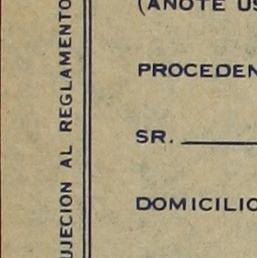 (ANOTE US
PROCEDEN
SR.
DOMICILIO
UJECION AL REGLAMENTO